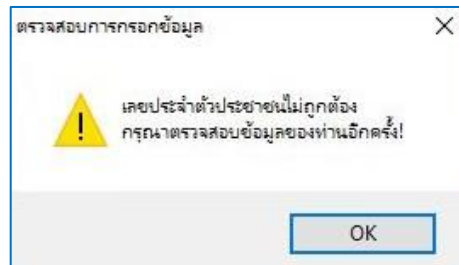 ตรวจสอบการกรอกข้อมูล
เลขประจำตัวประชาชนไม่ถูกต้อง
กรุณาตรวจสอบข้อมูลของท่านอีกครั้ง!
OK